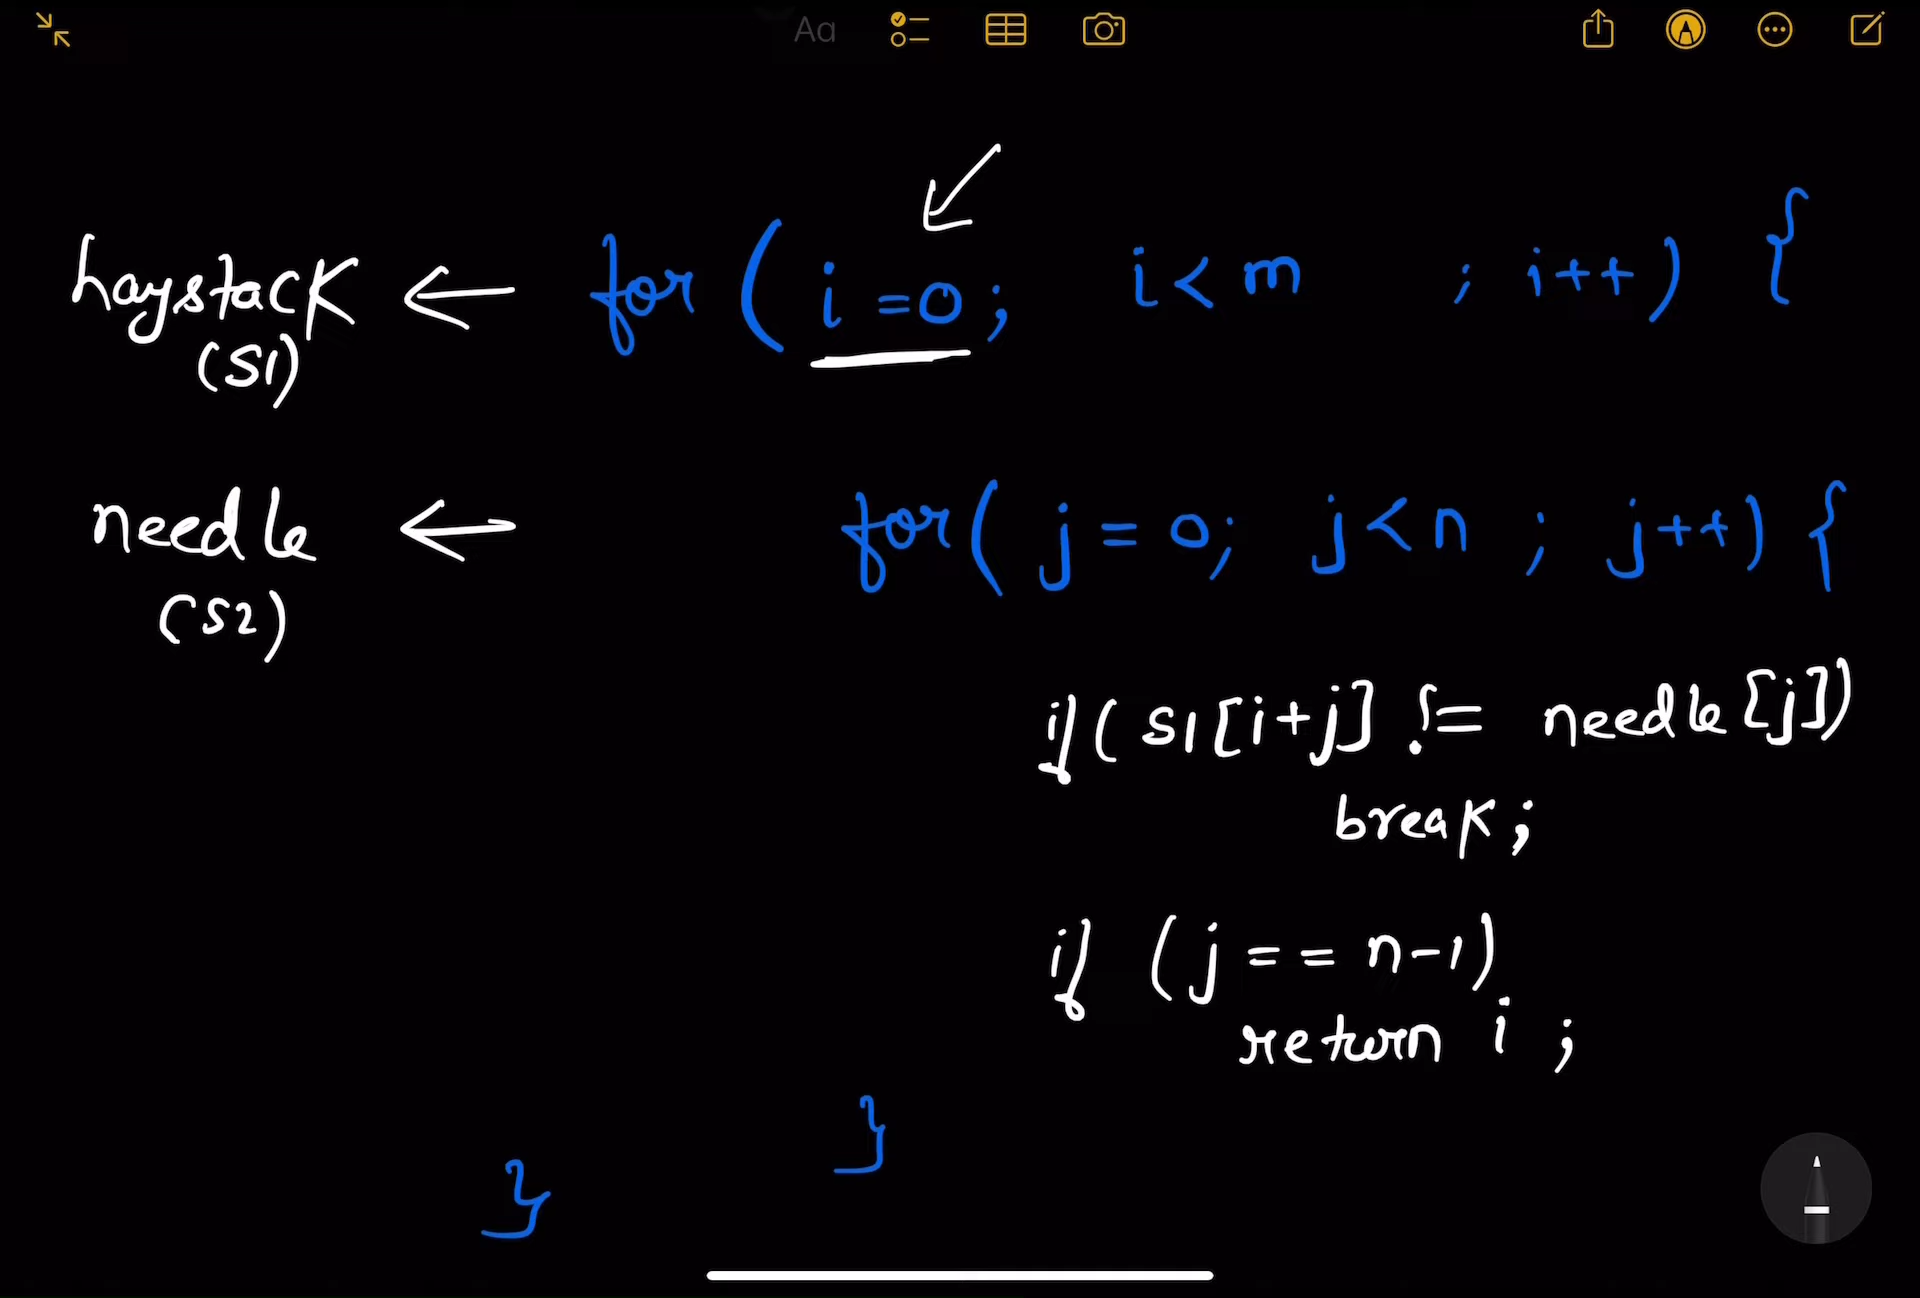 Aa
haystack ← for ( i = 0; i < m ; i++) {
(S1)
needle ← for( j = 0; j < n ; j++) {
(S2)
if( S1[i+j] != needle[j])
break;
if (j == n-1)
return i ;
}
}